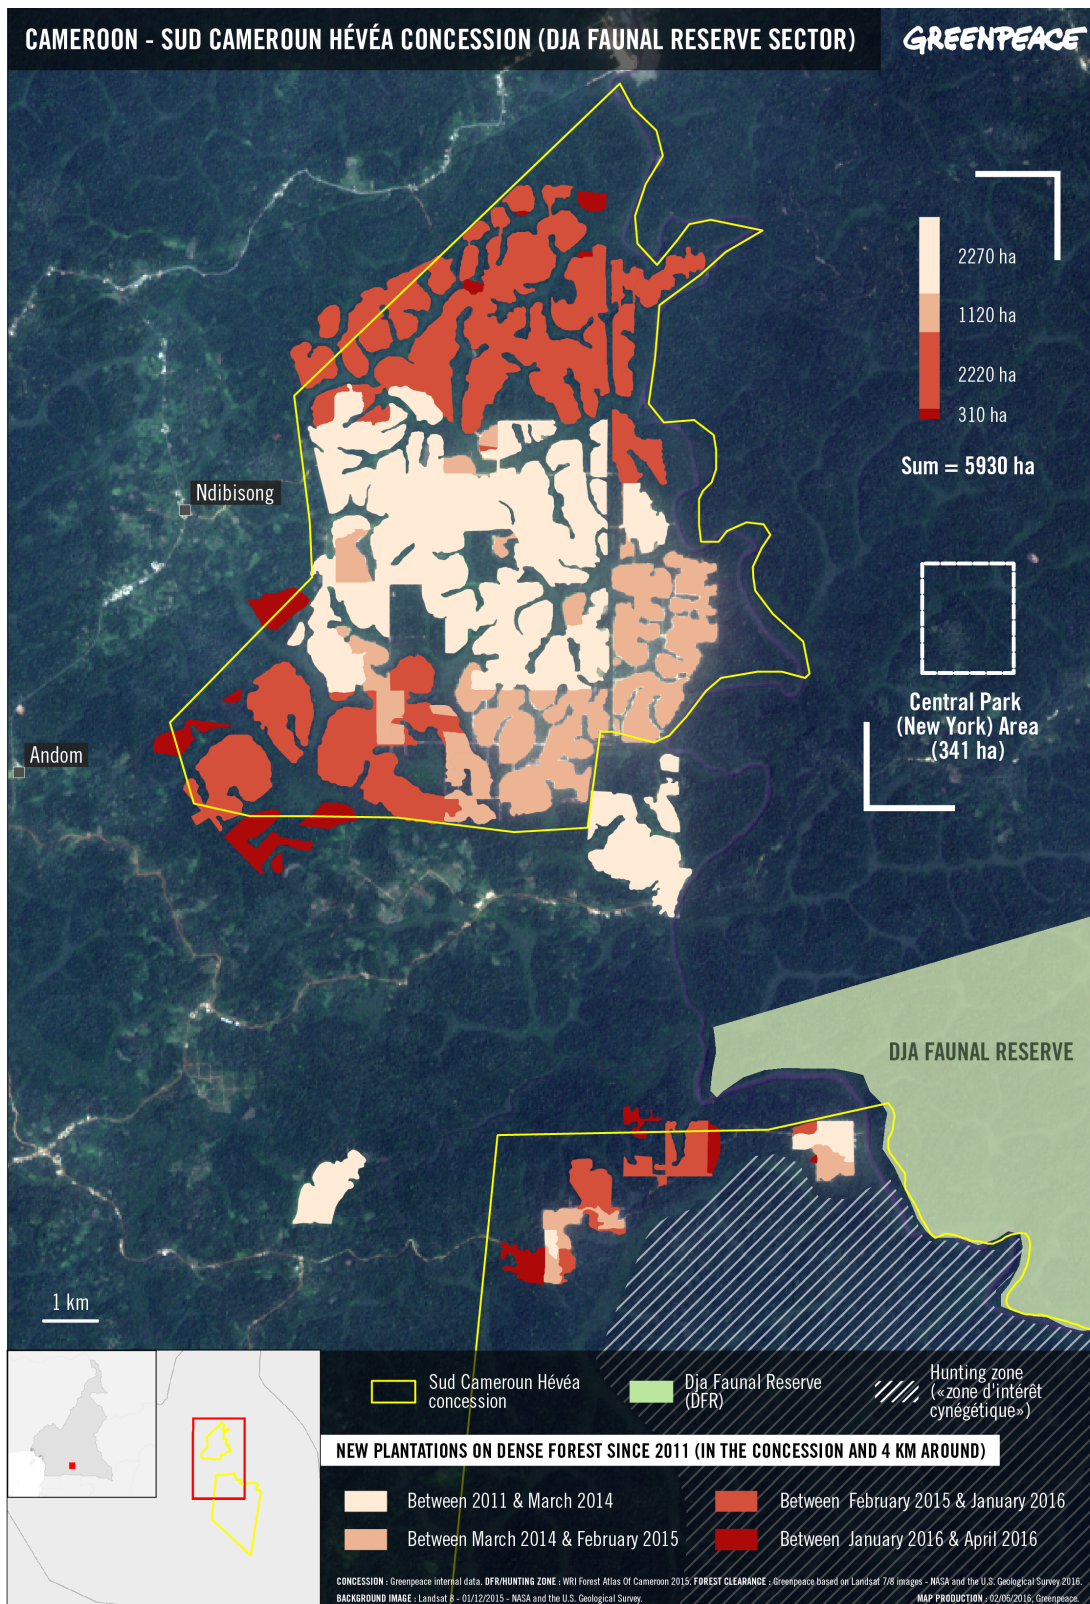 CAMEROON - SUD CAMEROUN HÉVÉA CONCESSION (DJA FAUNAL RESERVE SECTOR)
GREENPEACE
2270 ha
1120 ha
2220 ha
310 ha
Sum = 5930 ha
Ndibisong
Central Park
(New York) Area
(341 ha)
Andom
DJA FAUNAL RESERVE
1 km
Sud Cameroun Hévéa
concession
Dja Faunal Reserve
(DFR)
Hunting zone
(«zone d'intérêt
cynégétique»)
NEW PLANTATIONS ON DENSE FOREST SINCE 2011 (IN THE CONCESSION AND 4 KM AROUND)
Between 2011 & March 2014
Between February 2015 & January 2016
Between March 2014 & February 2015
Between January 2016 & April 2016
CONCESSION : Greenpeace internal data. DFR/HUNTING ZONE : WRI Forest Atlas Of Cameroon 2015. FOREST CLEARANCE : Greenpeace based on Landsat 7/8 images - NASA and the U.S. Geological Survey 2016.
BACKGROUND IMAGE : Landsat 8 - 01/12/2015 - NASA and the U.S. Geological Survey.
MAP PRODUCTION : 02/06/2016, Greenpeace.